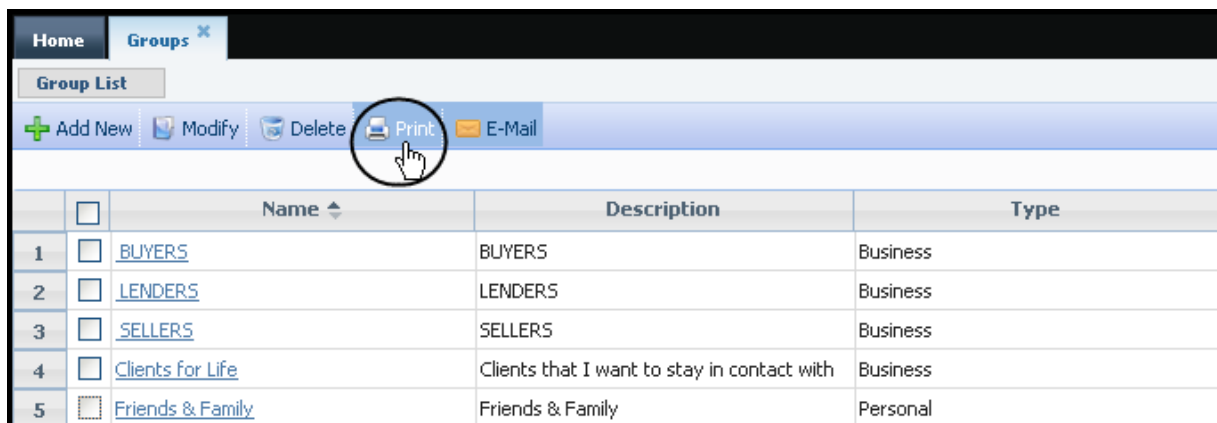 Home Groups
Group List
Add New Modify Delete Print E-Mail
Name Description Type
1 BUYERS BUYERS Business
2 LENDERS LENDERS Business
3 SELLERS SELLERS Business
4 Clients for Life Clients that I want to stay in contact with Business
5 Friends & Family Friends & Family Personal